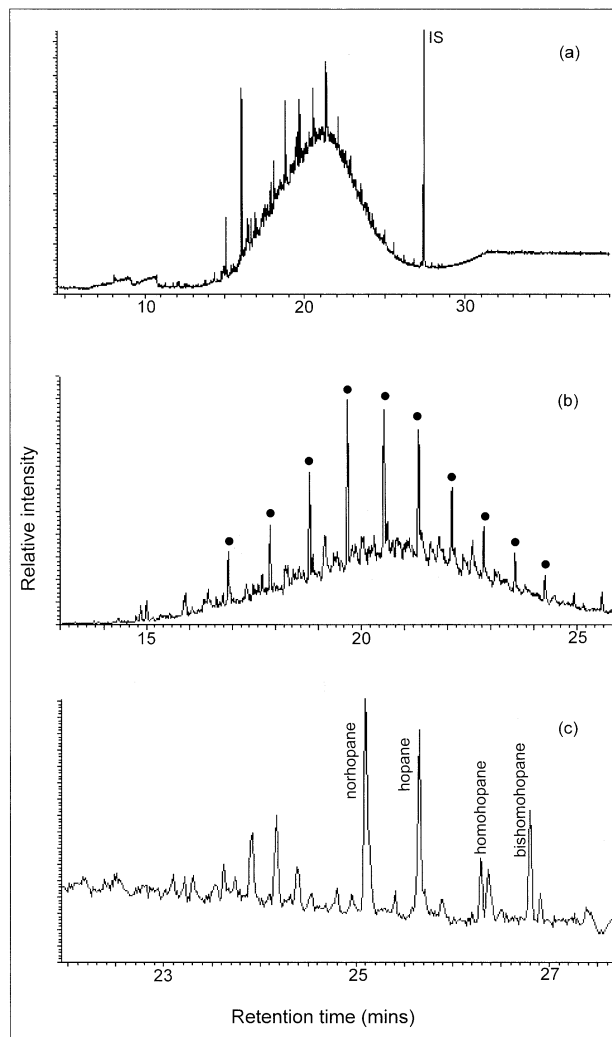 IS
(a)
10
20
30
(b)
15
20
25
Relative intensity
(c)
norhopane
hopane
homohopane
bishomohopane
23
25
27
Retention time (mins)